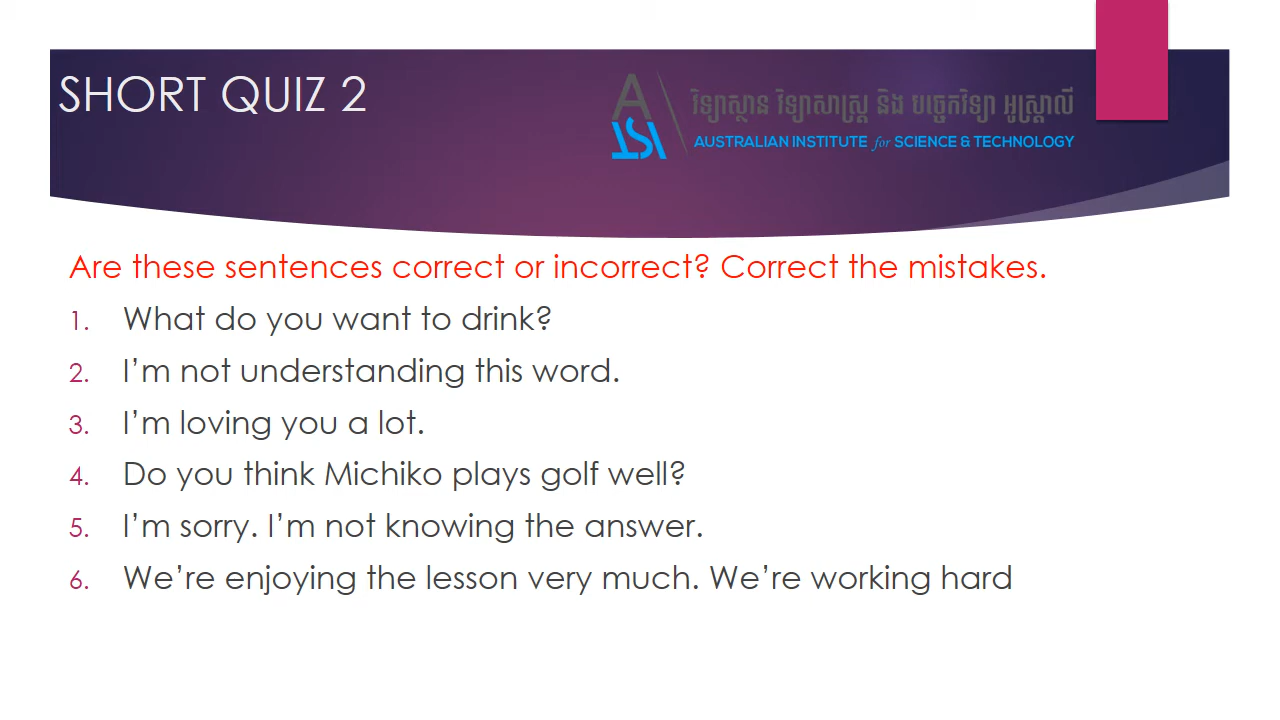 SHORT QUIZ 2
វិទ្យាស្ថាន វិទ្យាសាស្ត្រ និង បច្ចេកវិទ្យា អូស្ត្រាលី
AUSTRALIAN INSTITUTE for SCIENCE & TECHNOLOGY
Are these sentences correct or incorrect? Correct the mistakes.
1. What do you want to drink?
2. I’m not understanding this word.
3. I’m loving you a lot.
4. Do you think Michiko plays golf well?
5. I’m sorry. I’m not knowing the answer.
6. We’re enjoying the lesson very much. We’re working hard